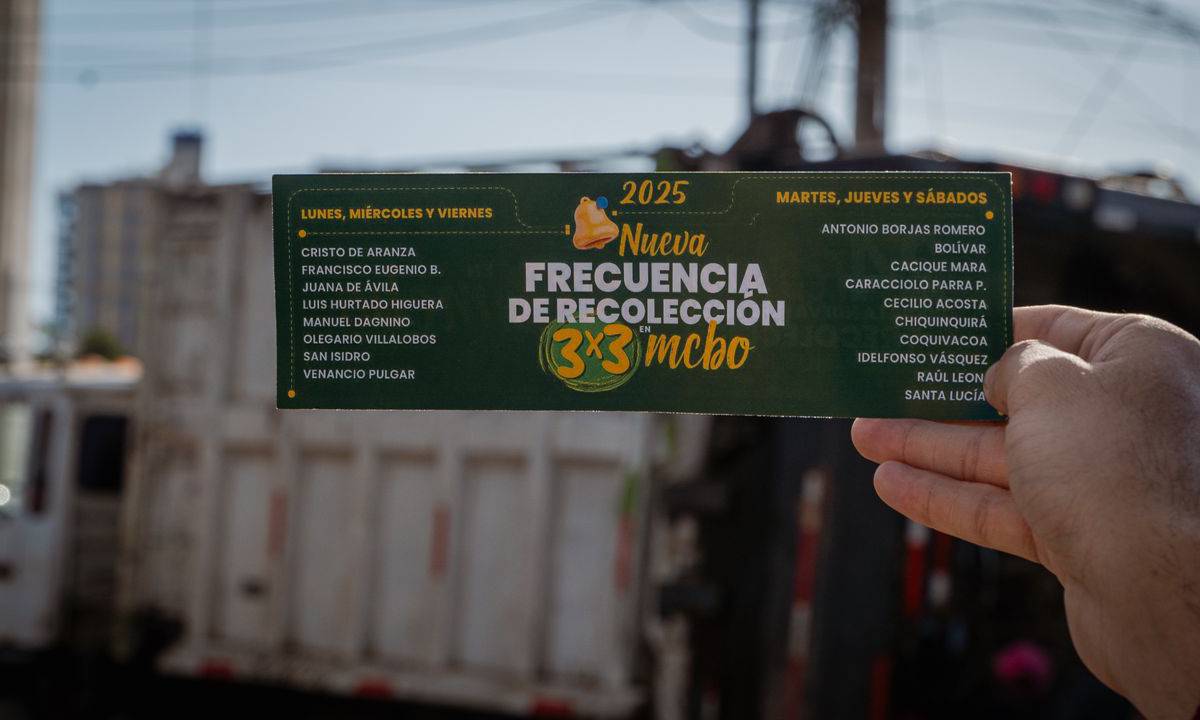 LUNES, MIÉRCOLES Y VIERNES
CRISTO DE ARANZA
FRANCISCO EUGENIO B.
JUANA DE ÁVILA
LUIS HURTADO HIGUERA
MANUEL DAGNINO
OLEGARIO VILLALOBOS
SAN ISIDRO
VENANCIO PULGAR
2025
Nueva
FRECUENCIA
DE RECOLECCIÓN
3x3 EN mcbo
MARTES, JUEVES Y SÁBADOS
ANTONIO BORJAS ROMERO
BOLÍVAR
CACIQUE MARA
CARACCIOLO PARRA P.
CECILIO ACOSTA
CHIQUINQUIRÁ
COQUIVACOA
IDELFONSO VÁSQUEZ
RAÚL LEON
SANTA LUCÍA